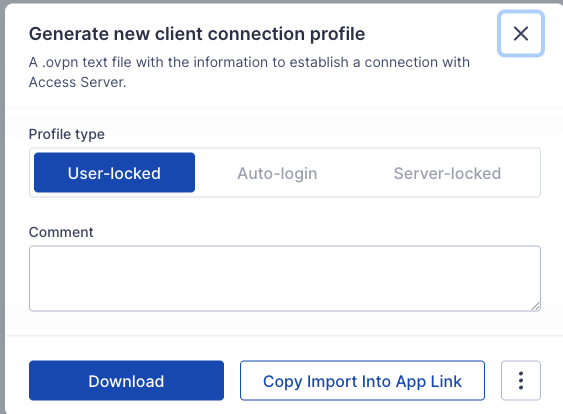 Generate new client connection profile
A .ovpn text file with the information to establish a connection with
Access Server.
Profile type
User-locked Auto-login Server-locked
Comment
Download Copy Import Into App Link